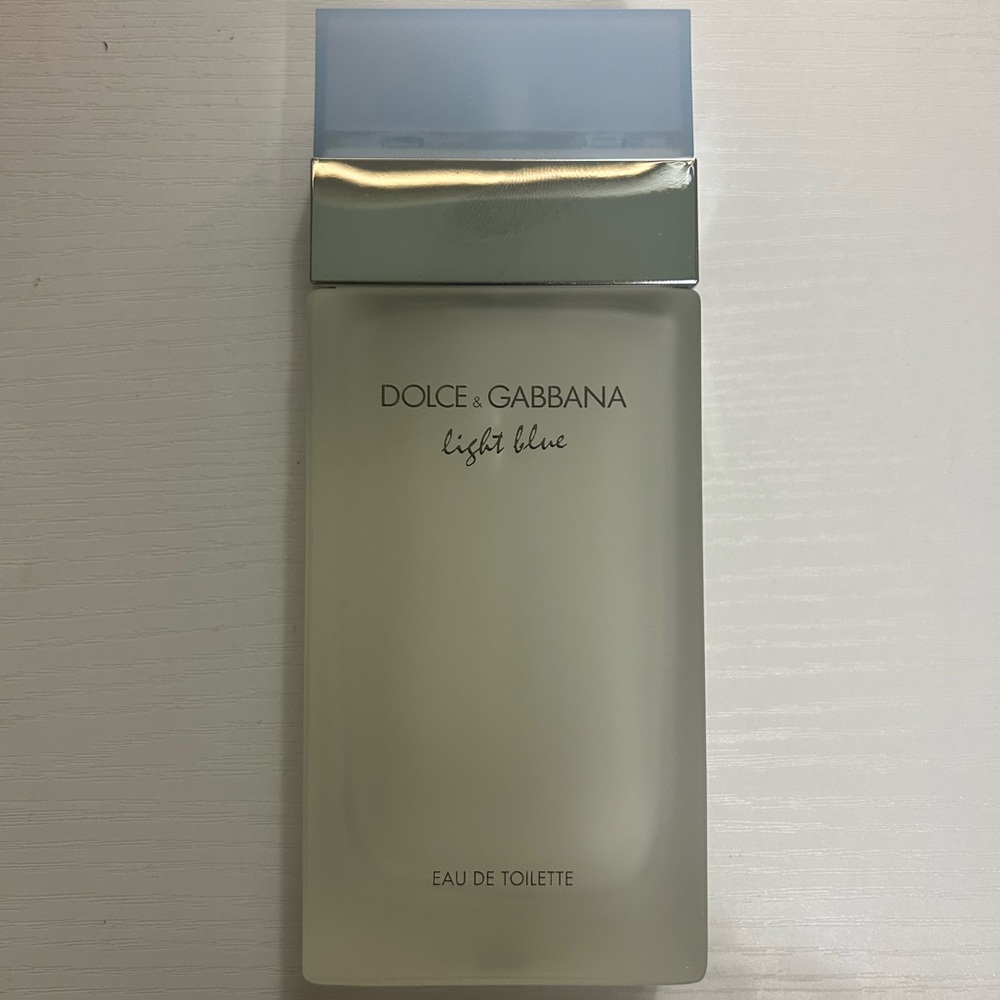 DOLCE & GABBANA
light blue
EAU DE TOILETTE